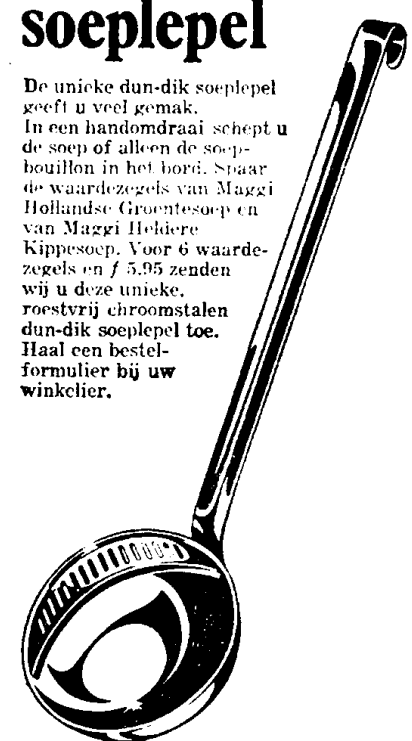 soeplepel
De unieke dun-dik soeplepel
geeft u veel gemak.
In een handomdraai schept u
de soep of alleen de soep-
bouillon in het bord. Spaar
de waardezegels van Maggi
Hollandse Groentesoep en
van Maggi Heldere
Kippesoep. Voor 6 waarde-
zegels en ƒ 5.95 zenden
wij u deze unieke,
roestvrij chroomstalen
dun-dik soeplepel toe.
Haal een bestel-
formulier bij uw
winkelier.